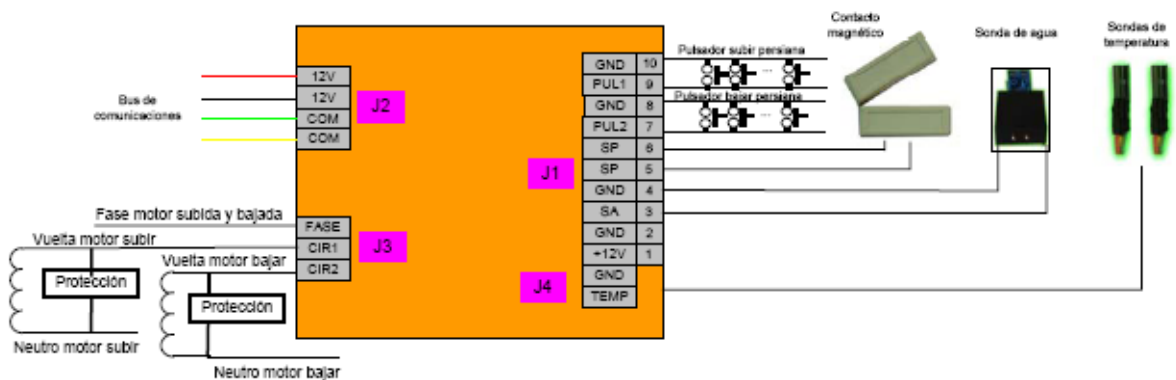 Contacto
magnético
Sonda de agua
Sondas de
temperatura
Bus de
comunicaciones
12V
12V
COM
COM
J2
Fase motor subida y bajada
Vuelta motor subir
Vuelta motor bajar
Protección
Protección
Neutro motor subir
Neutro motor bajar
FASE
CIR1
CIR2
J3
J1
J4
GND 10
PUL1 9
GND 8
PUL2 7
SP 6
SP 5
GND 4
SA 3
GND 2
+12V 1
GND
TEMP
Pulsador subir persiana
...
Pulsador bajar persiana
...